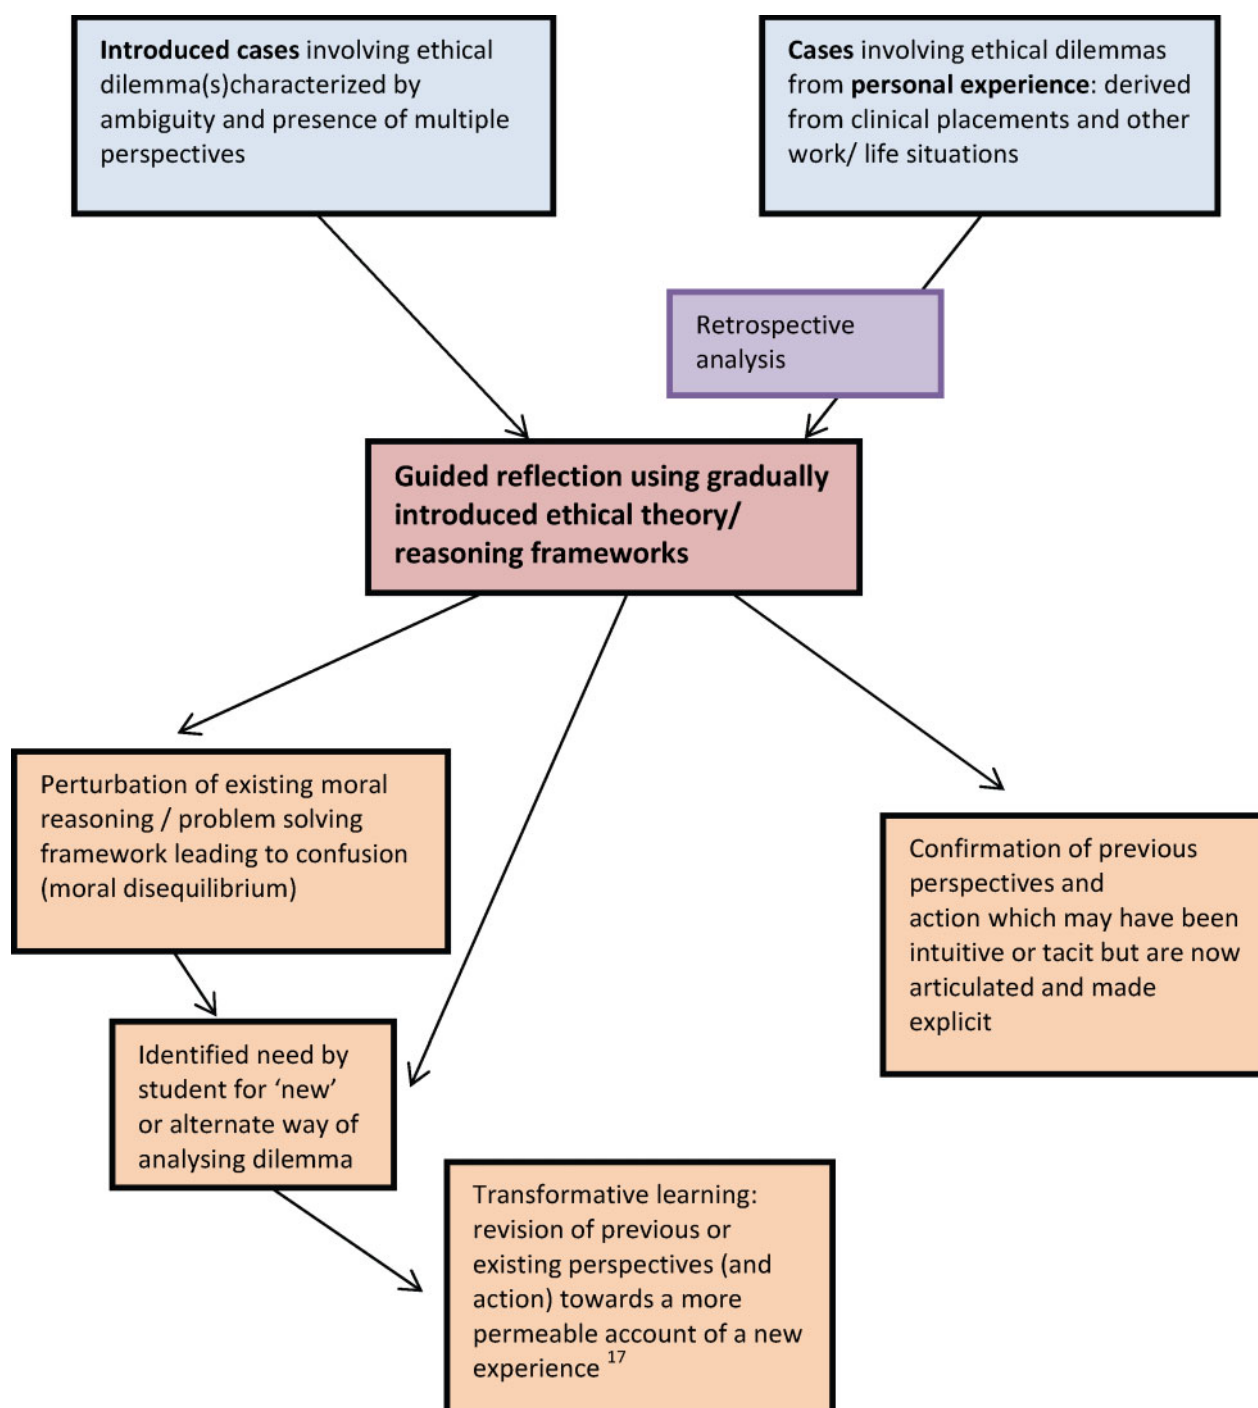 Introduced cases involving ethical
dilemma(s)characterized by
ambiguity and presence of multiple
perspectives
Cases involving ethical dilemmas
from personal experience: derived
from clinical placements and other
work/ life situations
Retrospective
analysis
Guided reflection using gradually
introduced ethical theory/
reasoning frameworks
Perturbation of existing moral
reasoning / problem solving
framework leading to confusion
(moral disequilibrium)
Confirmation of previous
perspectives and
action which may have been
intuitive or tacit but are now
articulated and made
explicit
Identified need by
student for ‘new’
or alternate way of
analysing dilemma
Transformative learning:
revision of previous or
existing perspectives (and
action) towards a more
permeable account of a new
experience 17